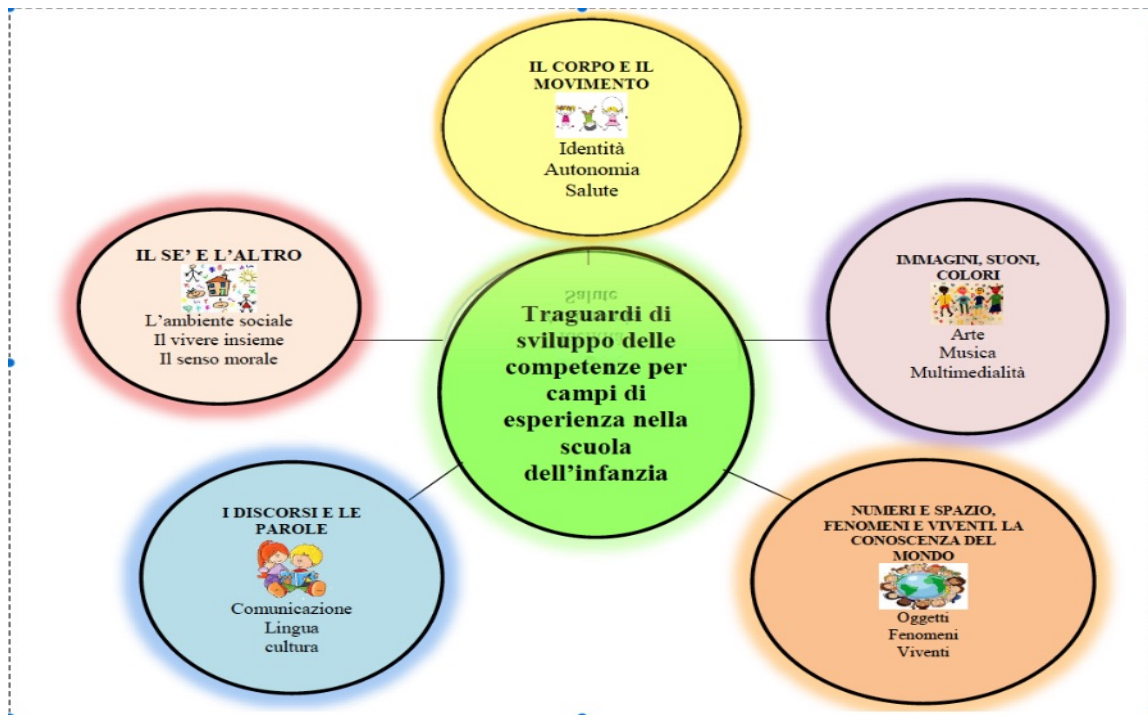 IL CORPO E IL
MOVIMENTO
Identità
Autonomia
Salute
IL SE’ E L’ALTRO
L’ambiente sociale
Il vivere insieme
Il senso morale
IMMAGINI, SUONI,
COLORI
Arte
Musica
Multimedialità
Salute
Traguardi di
sviluppo delle
competenze per
campi di
esperienza nella
scuola
dell’infanzia
I DISCORSI E LE
PAROLE
Comunicazione
Lingua
cultura
NUMERI E SPAZIO,
FENOMENI E VIVENTI. LA
CONOSCENZA DEL
MONDO
Oggetti
Fenomeni
Viventi